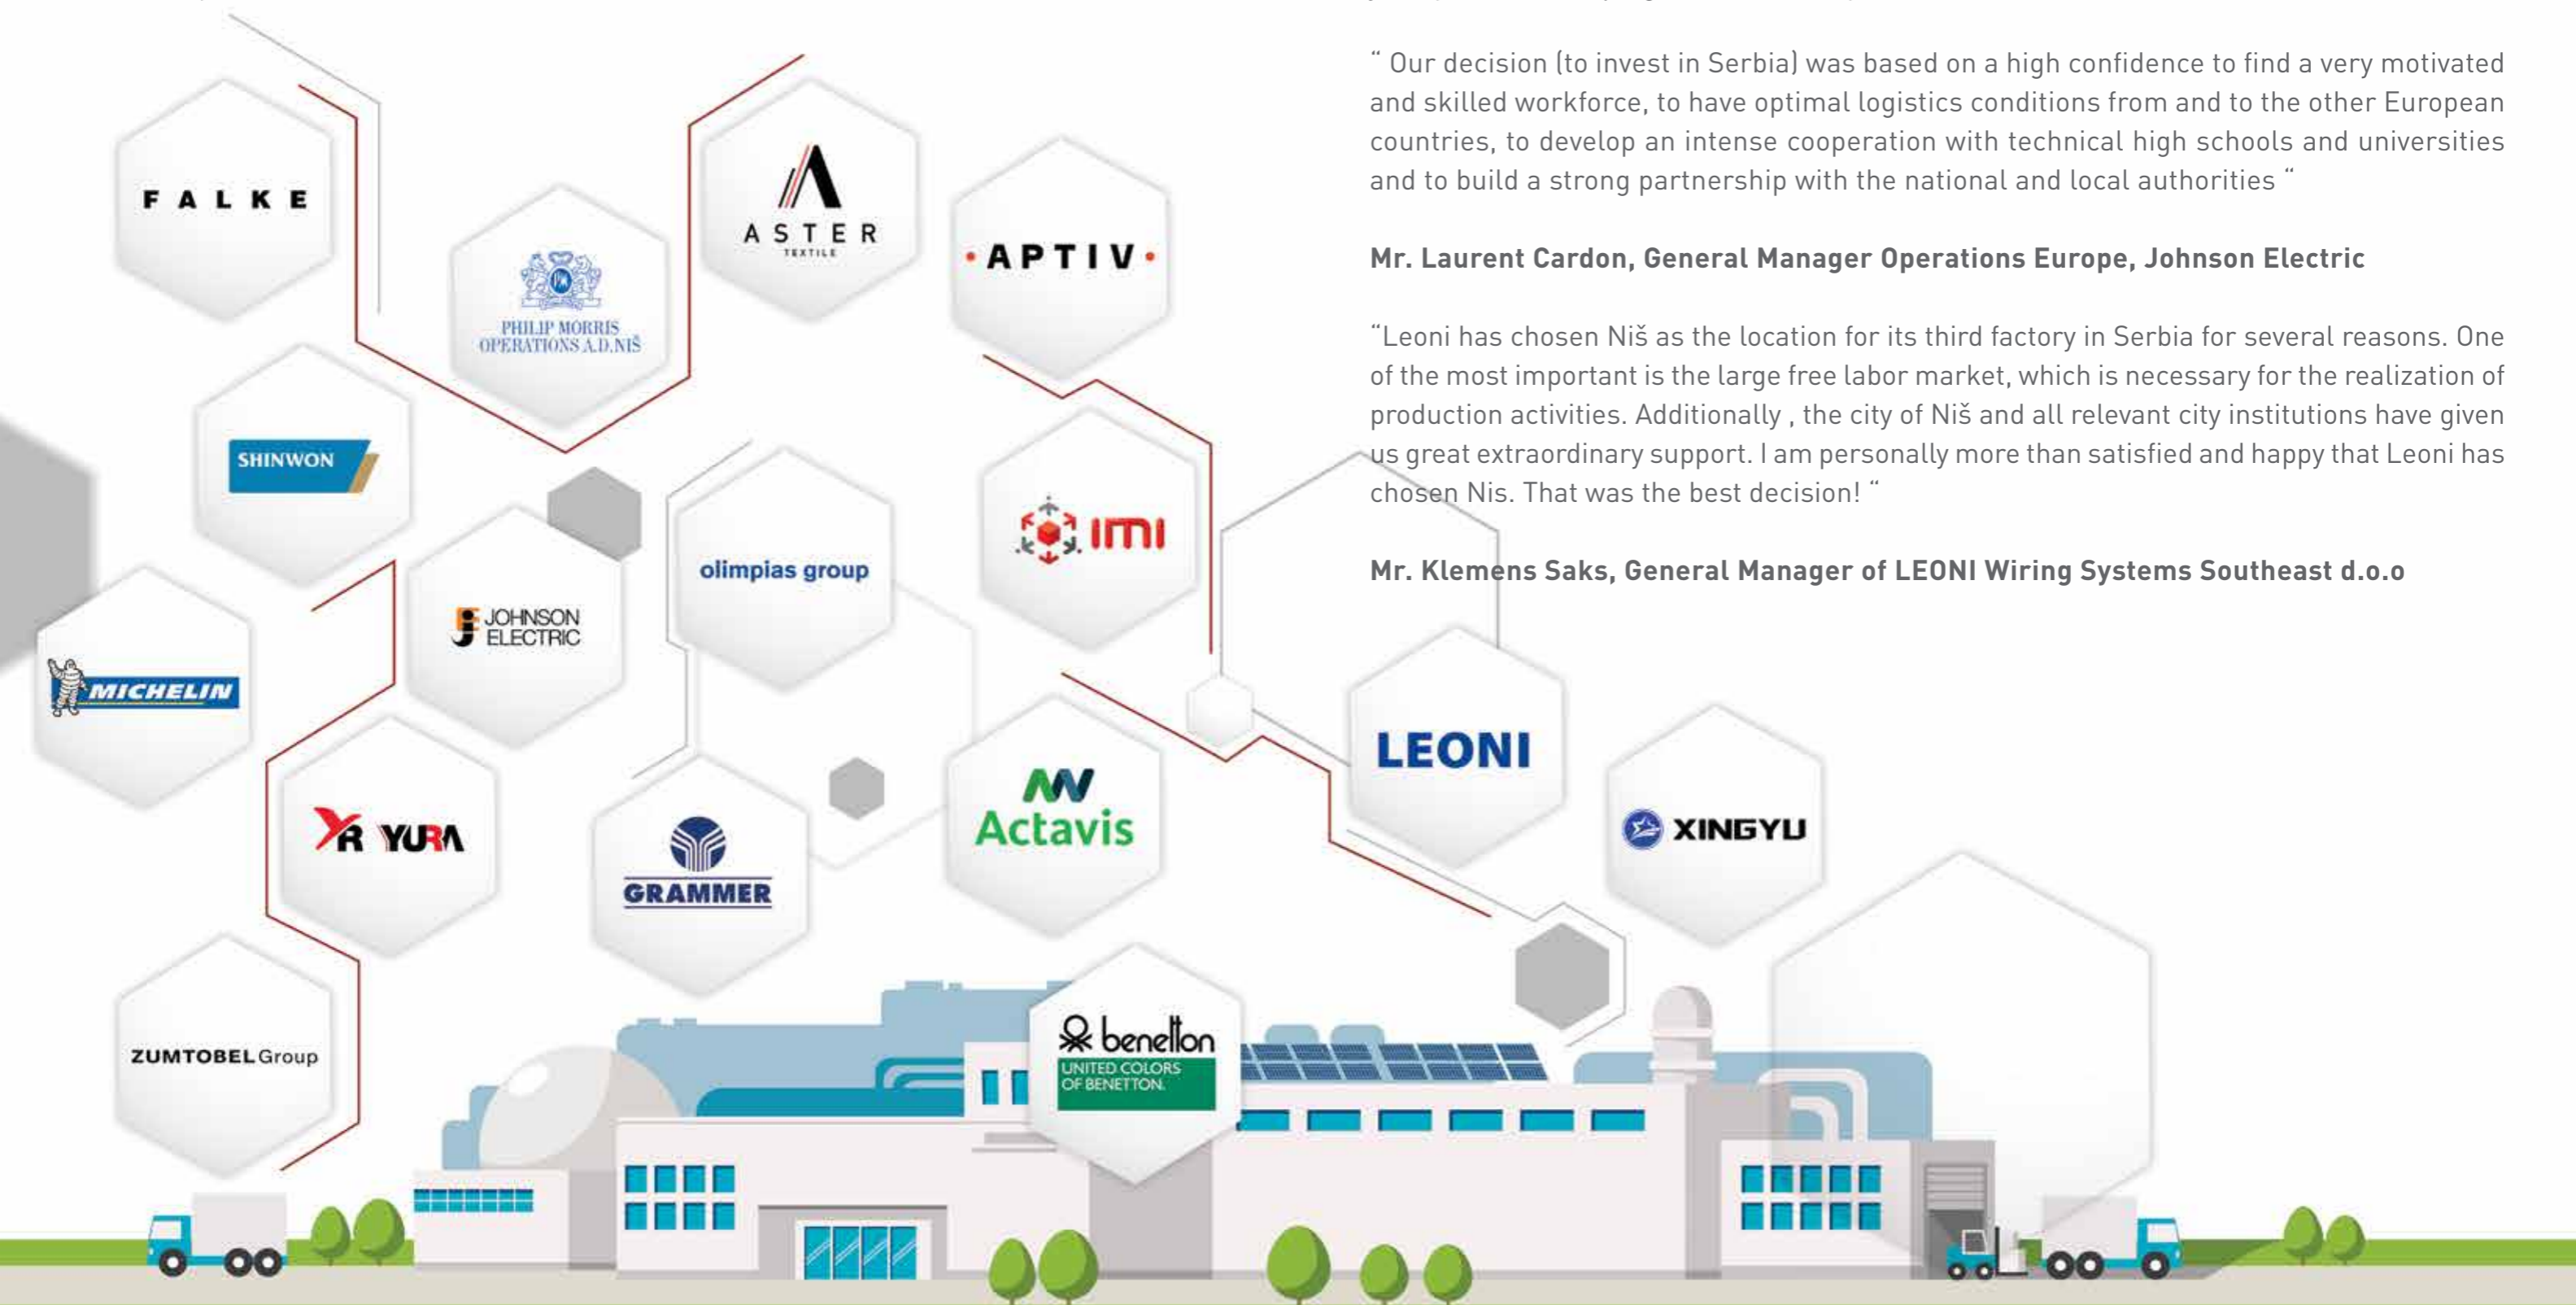 “ Our decision (to invest in Serbia) was based on a high confidence to find a very motivated
and skilled workforce, to have optimal logistics conditions from and to the other European
countries, to develop an intense cooperation with technical high schools and universities
and to build a strong partnership with the national and local authorities “
Mr. Laurent Cardon, General Manager Operations Europe, Johnson Electric
“Leoni has chosen Niš as the location for its third factory in Serbia for several reasons. One
of the most important is the large free labor market, which is necessary for the realization of
production activities. Additionally , the city of Niš and all relevant city institutions have given
us great extraordinary support. I am personally more than satisfied and happy that Leoni has
chosen Nis. That was the best decision! “
Mr. Klemens Saks, General Manager of LEONI Wiring Systems Southeast d.o.o
FALKE
PHILIP MORRIS
OPERATIONS A.D.NIŠ
ASTER
TEXTILE
APTIV
SHINWON
JOHNSON
ELECTRIC
olimpias group
IMI
MICHELIN
YR YURA
GRAMMER
Actavis
LEONI
XINGYU
ZUMTOBEL Group
benetton
UNITED COLORS
OF BENETTON.